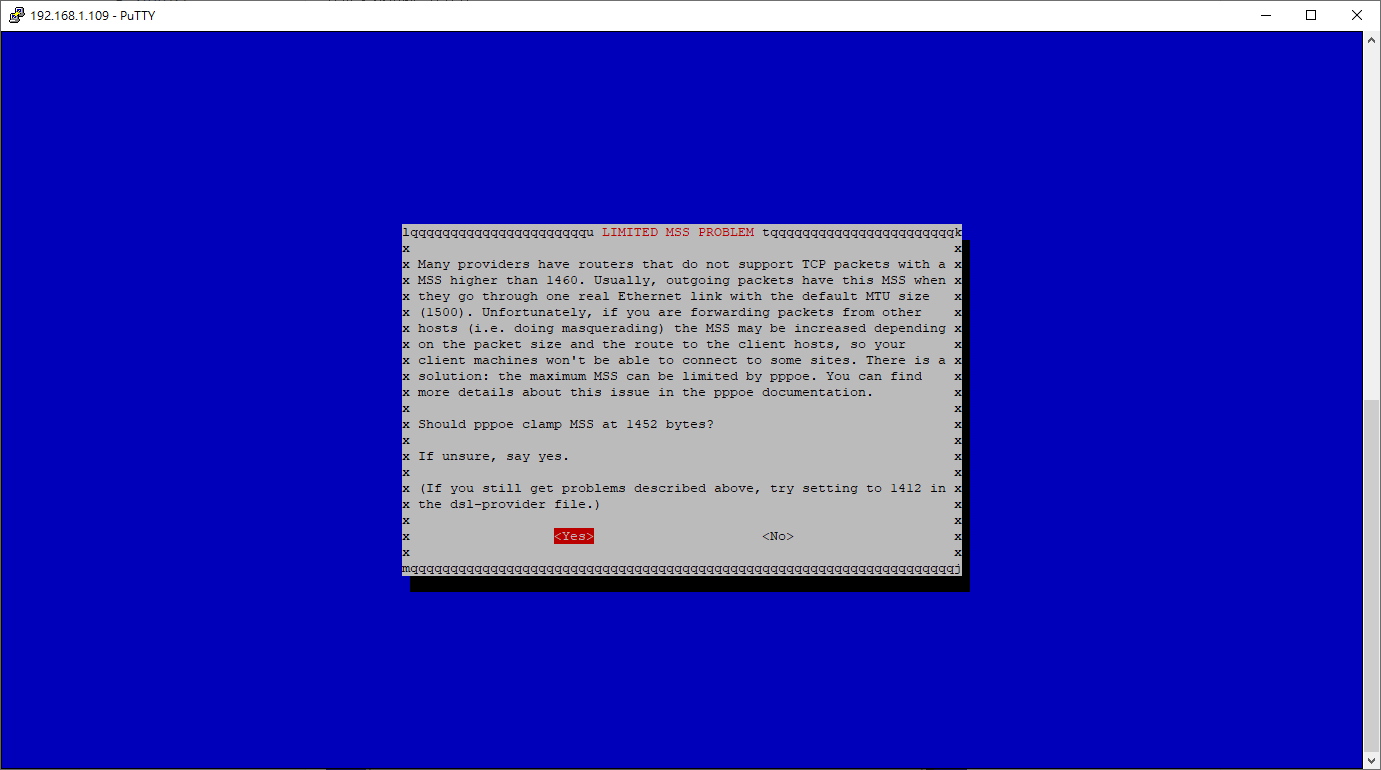 192.168.1.109 - PuTTY
lqqqqqqqqqqqqqqqqqqqqqqu LIMITED MSS PROBLEM tqqqqqqqqqqqqqqqqqqqqqqqk
x x
x Many providers have routers that do not support TCP packets with a x
x MSS higher than 1460. Usually, outgoing packets have this MSS when x
x they go through one real Ethernet link with the default MTU size x
x (1500). Unfortunately, if you are forwarding packets from other x
x hosts (i.e. doing masquerading) the MSS may be increased depending x
x on the packet size and the route to the client hosts, so your x
x client machines won't be able to connect to some sites. There is a x
x solution: the maximum MSS can be limited by pppoe. You can find x
x more details about this issue in the pppoe documentation. x
x x
x Should pppoe clamp MSS at 1452 bytes? x
x x
x If unsure, say yes. x
x x
x (If you still get problems described above, try setting to 1412 in x
x the dsl-provider file.) x
x x
x <Yes> <No> x
x x
mqqqqqqqqqqqqqqqqqqqqqqqqqqqqqqqqqqqqqqqqqqqqqqqqqqqqqqqqqqqqqqqqqqqqj